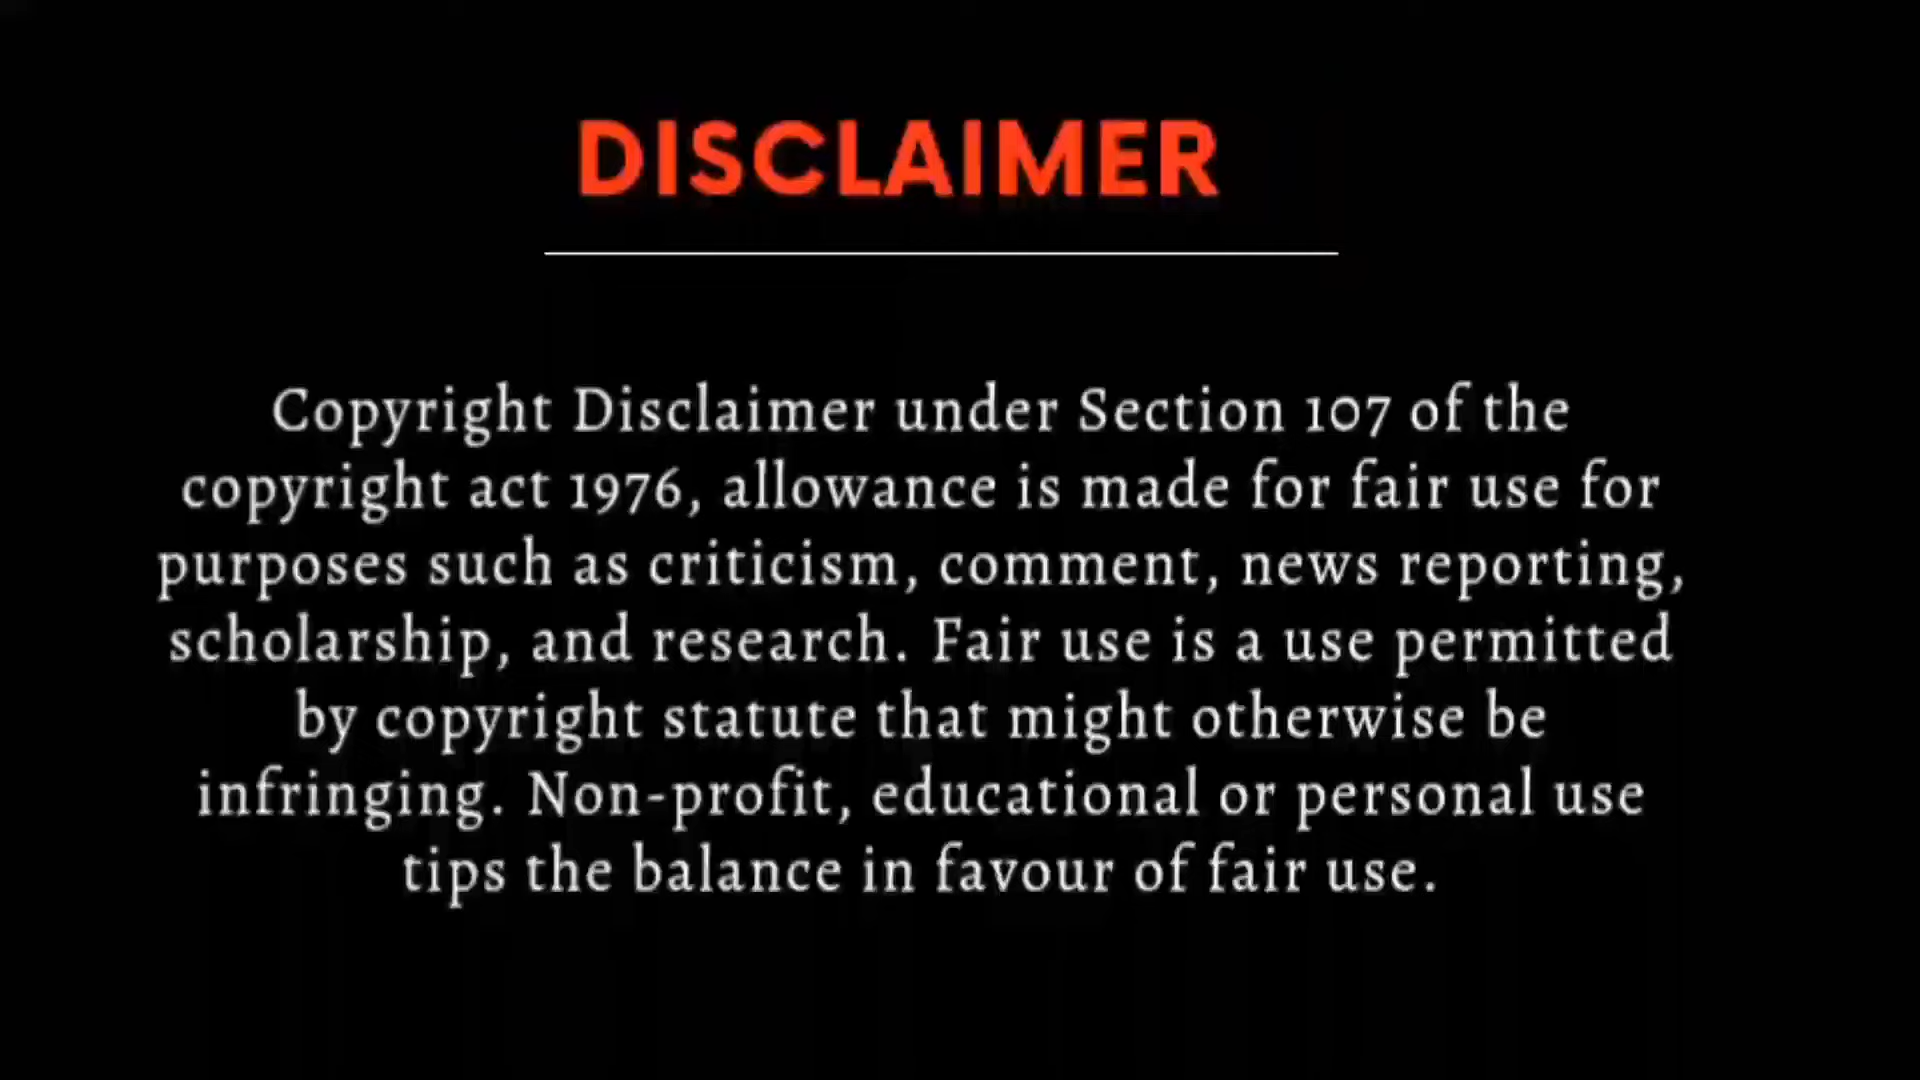 DISCLAIMER
Copyright Disclaimer under Section 107 of the
copyright act 1976, allowance is made for fair use for
purposes such as criticism, comment, news reporting,
scholarship, and research. Fair use is a use permitted
by copyright statute that might otherwise be
infringing. Non-profit, educational or personal use
tips the balance in favour of fair use.